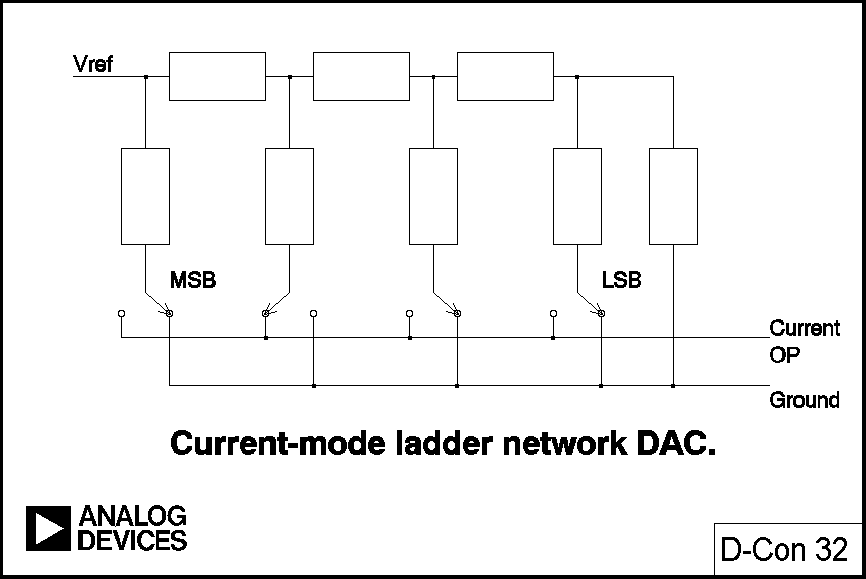 Vref
MSB
LSB
Current
OP
Ground
Current-mode ladder network DAC.
ANALOG
DEVICES
D-Con 32